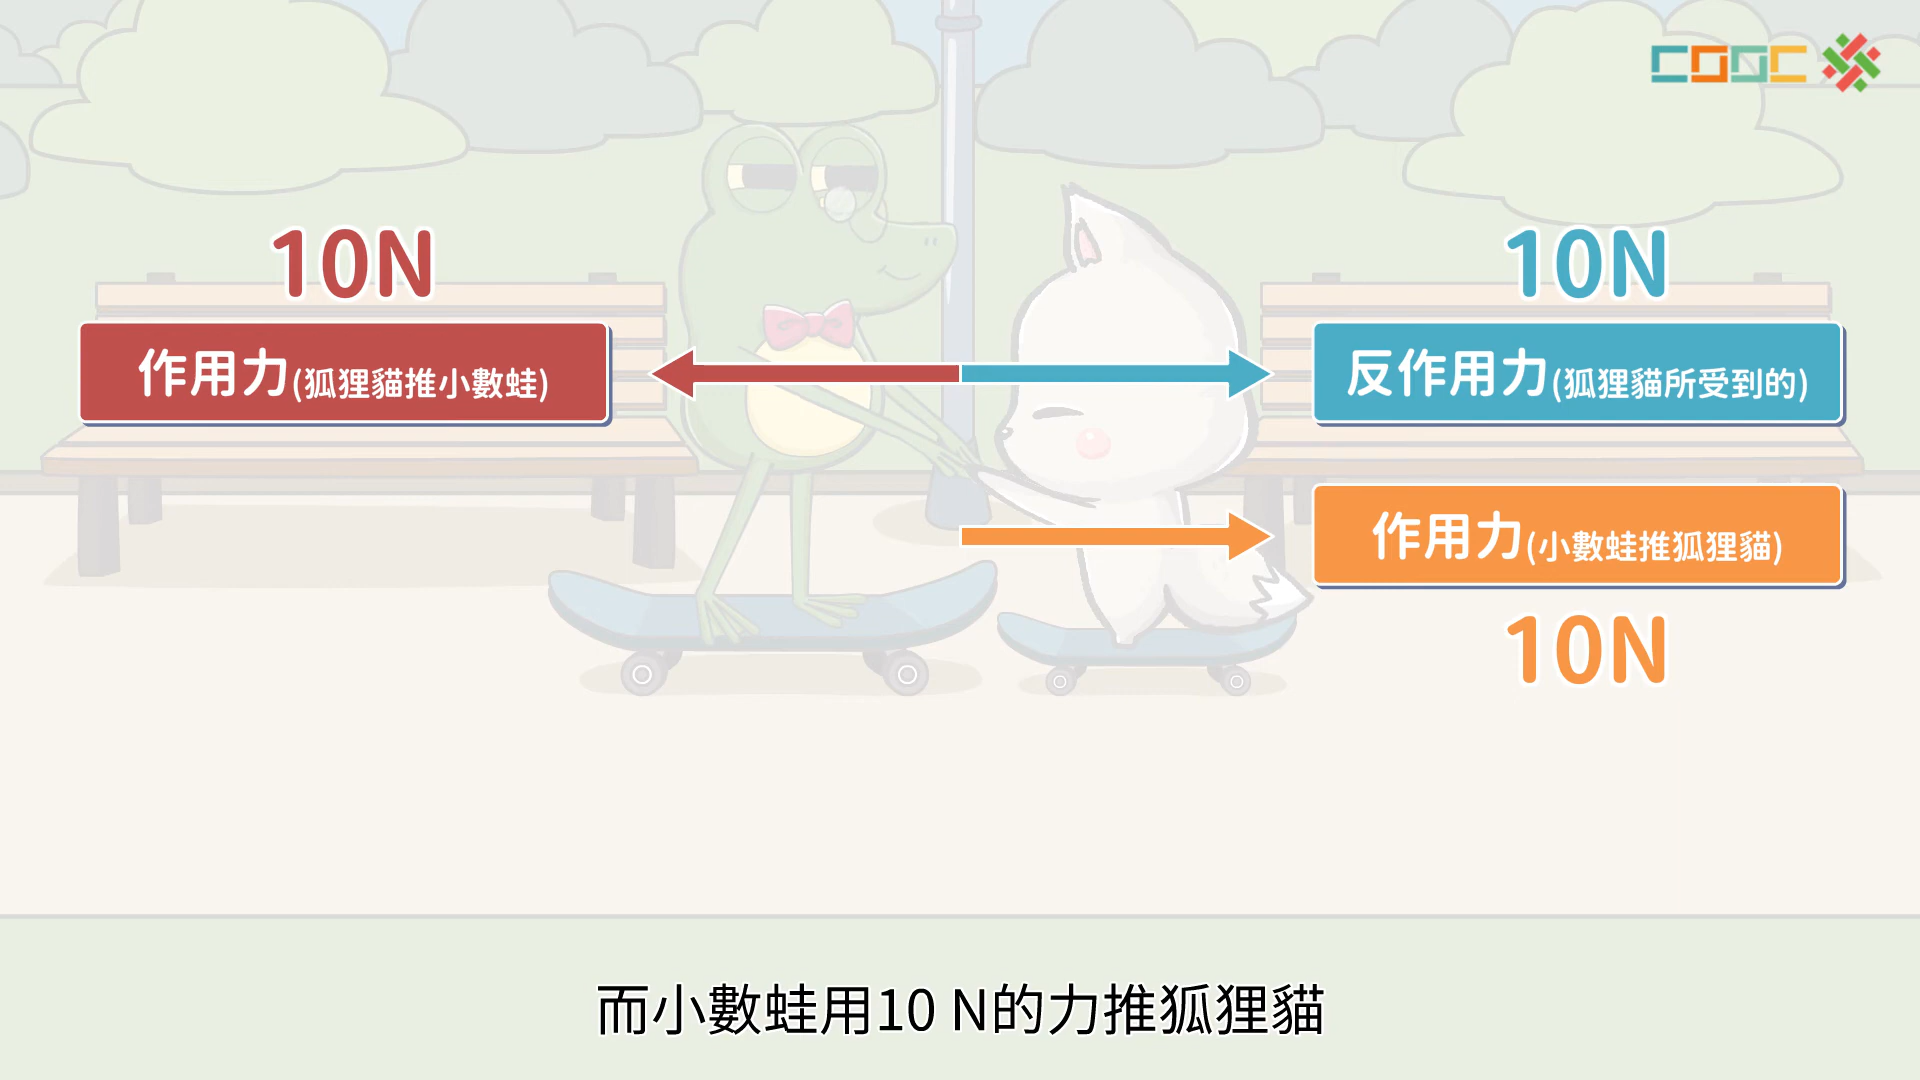 COOC
10N
作用力(狐狸貓推小數蛙)
10N
反作用力(狐狸貓所受到的)
作用力(小數蛙推狐狸貓)
10N
而小數蛙用10 N的力推狐狸貓